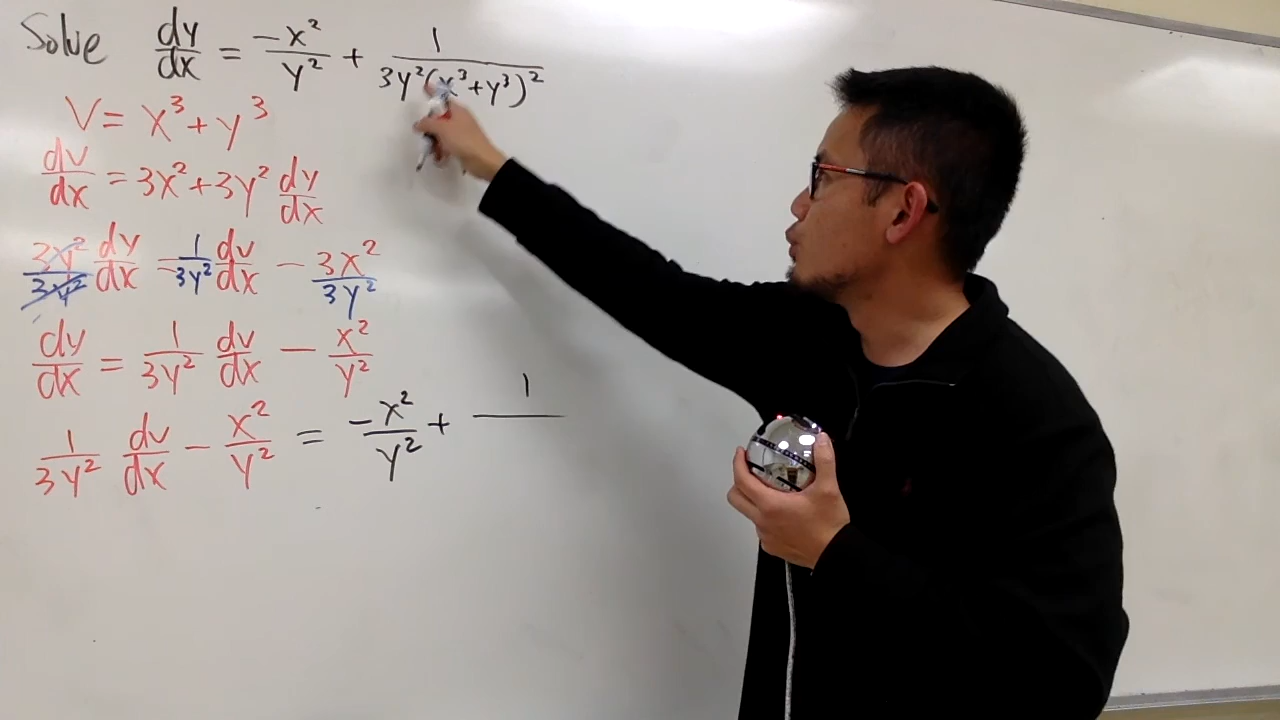 Solve dy/dx = -x²/y² + 1/(3y²(x³+y³)²)
V = x³+y³
dv/dx = 3x²+3y² dy/dx
3y²/3y² dy/dx = 1/3y² dv/dx - 3x²/3y²
dy/dx = 1/3y² dv/dx - x²/y²
1/3y² dv/dx - x²/y² = -x²/y² + 1/